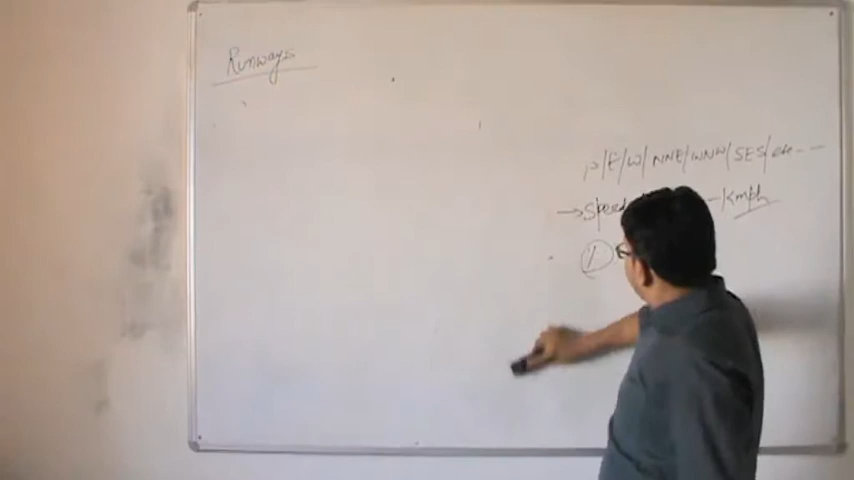 Runways
/E/W/NNE/WNW/SES/etc---
→Speed - Kmph
①